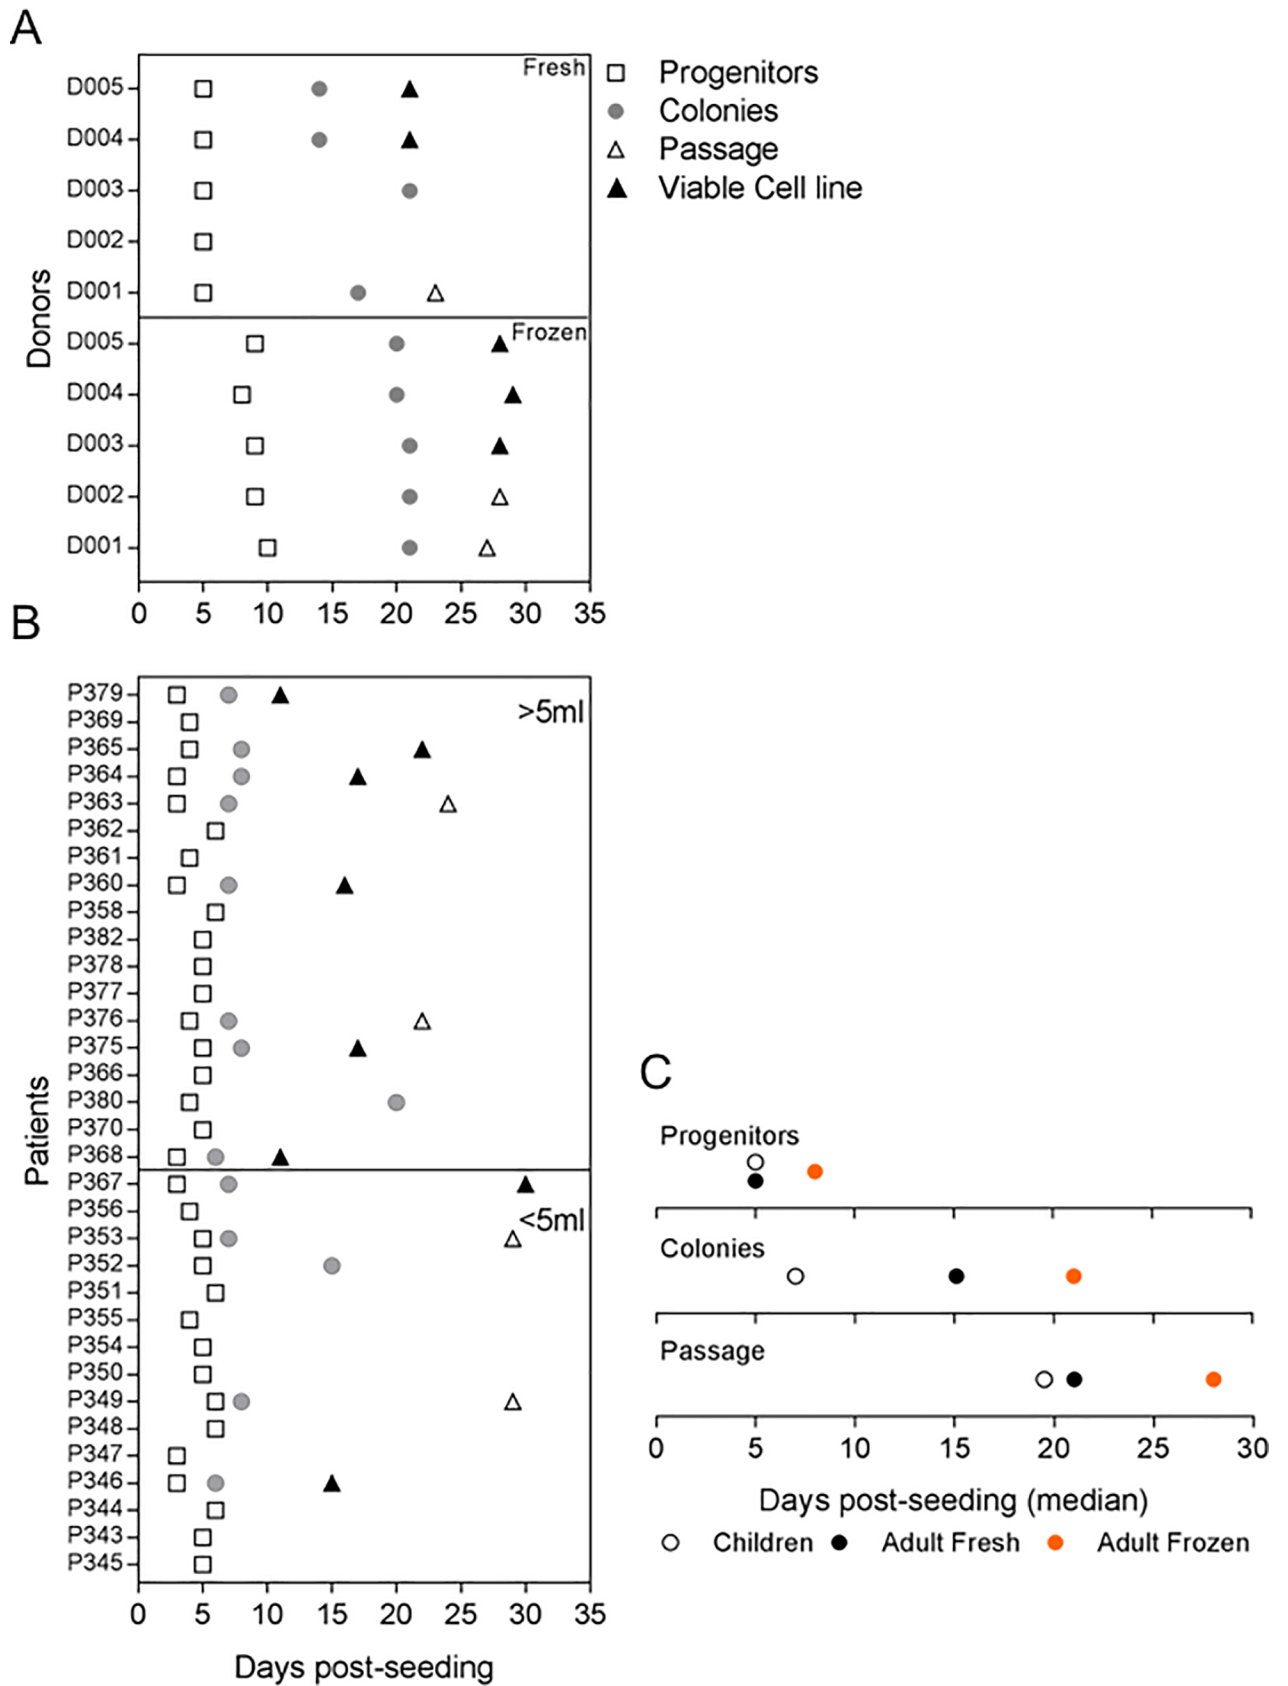 A
Fresh
Progenitors
Colonies
Passage
Viable Cell line
Donors
D005
D004
D003
D002
D001
Frozen
D005
D004
D003
D002
D001
0 5 10 15 20 25 30 35
B
Patients
>5ml
P379
P369
P365
P364
P363
P362
P361
P360
P358
P382
P378
P377
P376
P375
P366
P380
P370
P368
<5ml
P367
P356
P353
P352
P351
P355
P354
P350
P349
P348
P347
P346
P344
P343
P345
0 5 10 15 20 25 30 35
Days post-seeding
C
Progenitors
Colonies
Passage
0 5 10 15 20 25 30
Days post-seeding (median)
Children Adult Fresh Adult Frozen